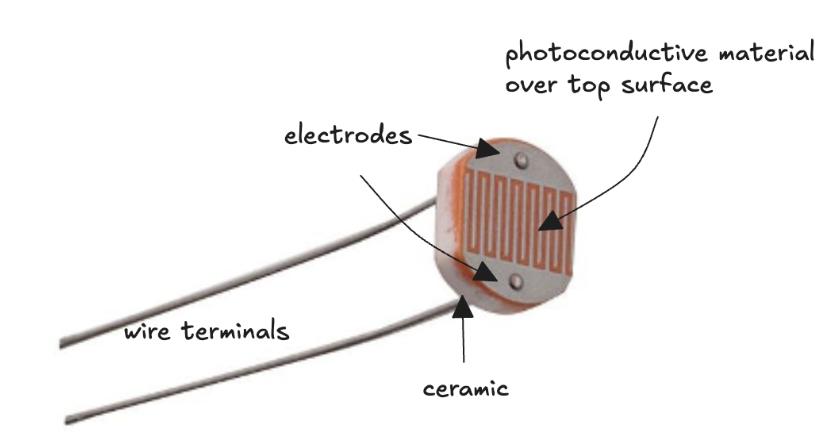 photoconductive material
over top surface
electrodes
wire terminals
ceramic